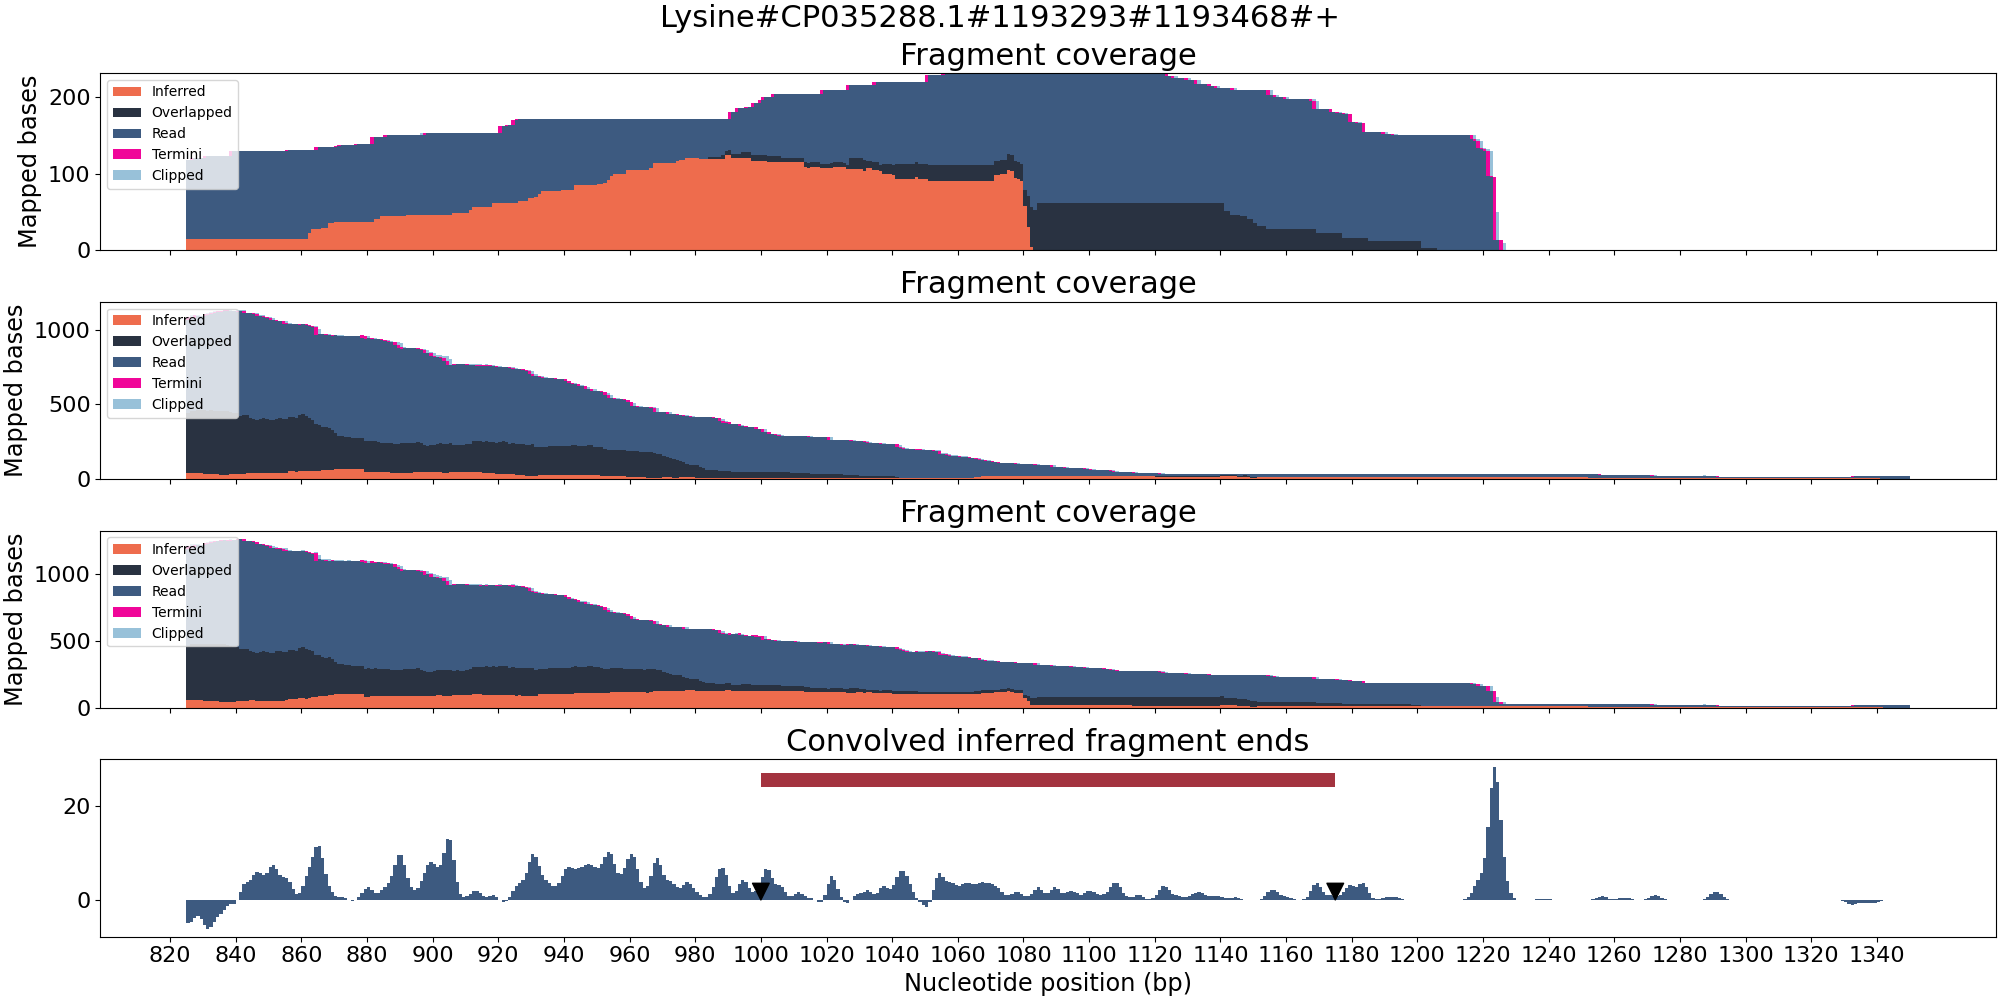 Lysine#CP035288.1#1193293#1193468#+
Fragment coverage
Mapped bases
200
100
0
Inferred
Overlapped
Read
Termini
Clipped
Fragment coverage
Mapped bases
1000
500
0
Inferred
Overlapped
Read
Termini
Clipped
Fragment coverage
Mapped bases
1000
500
0
Inferred
Overlapped
Read
Termini
Clipped
Convolved inferred fragment ends
20
0
820 840 860 880 900 920 940 960 980 1000 1020 1040 1060 1080 1100 1120 1140 1160 1180 1200 1220 1240 1260 1280 1300 1320 1340
Nucleotide position (bp)